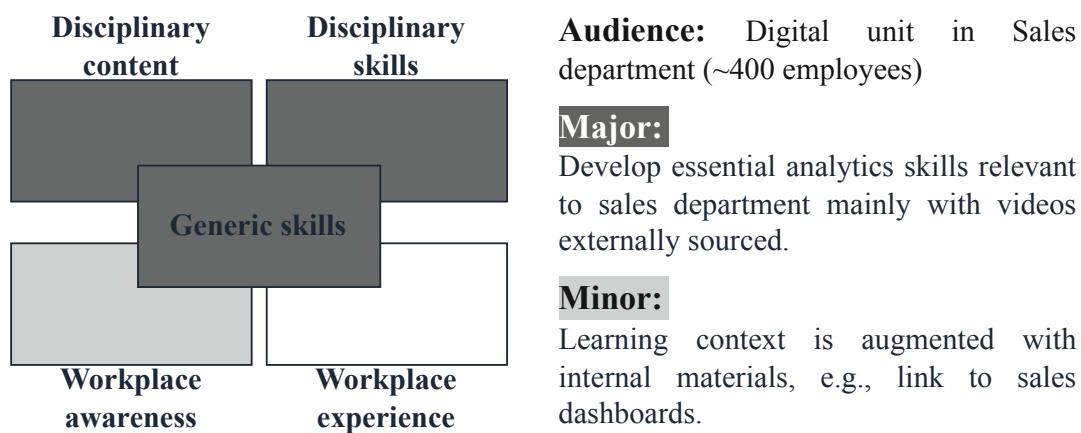 Disciplinary
content
Disciplinary
skills
Generic skills
Workplace
awareness
Workplace
experience
Audience: Digital unit in Sales
department (~400 employees)
Major:
Develop essential analytics skills relevant
to sales department mainly with videos
externally sourced.
Minor:
Learning context is augmented with
internal materials, e.g., link to sales
dashboards.